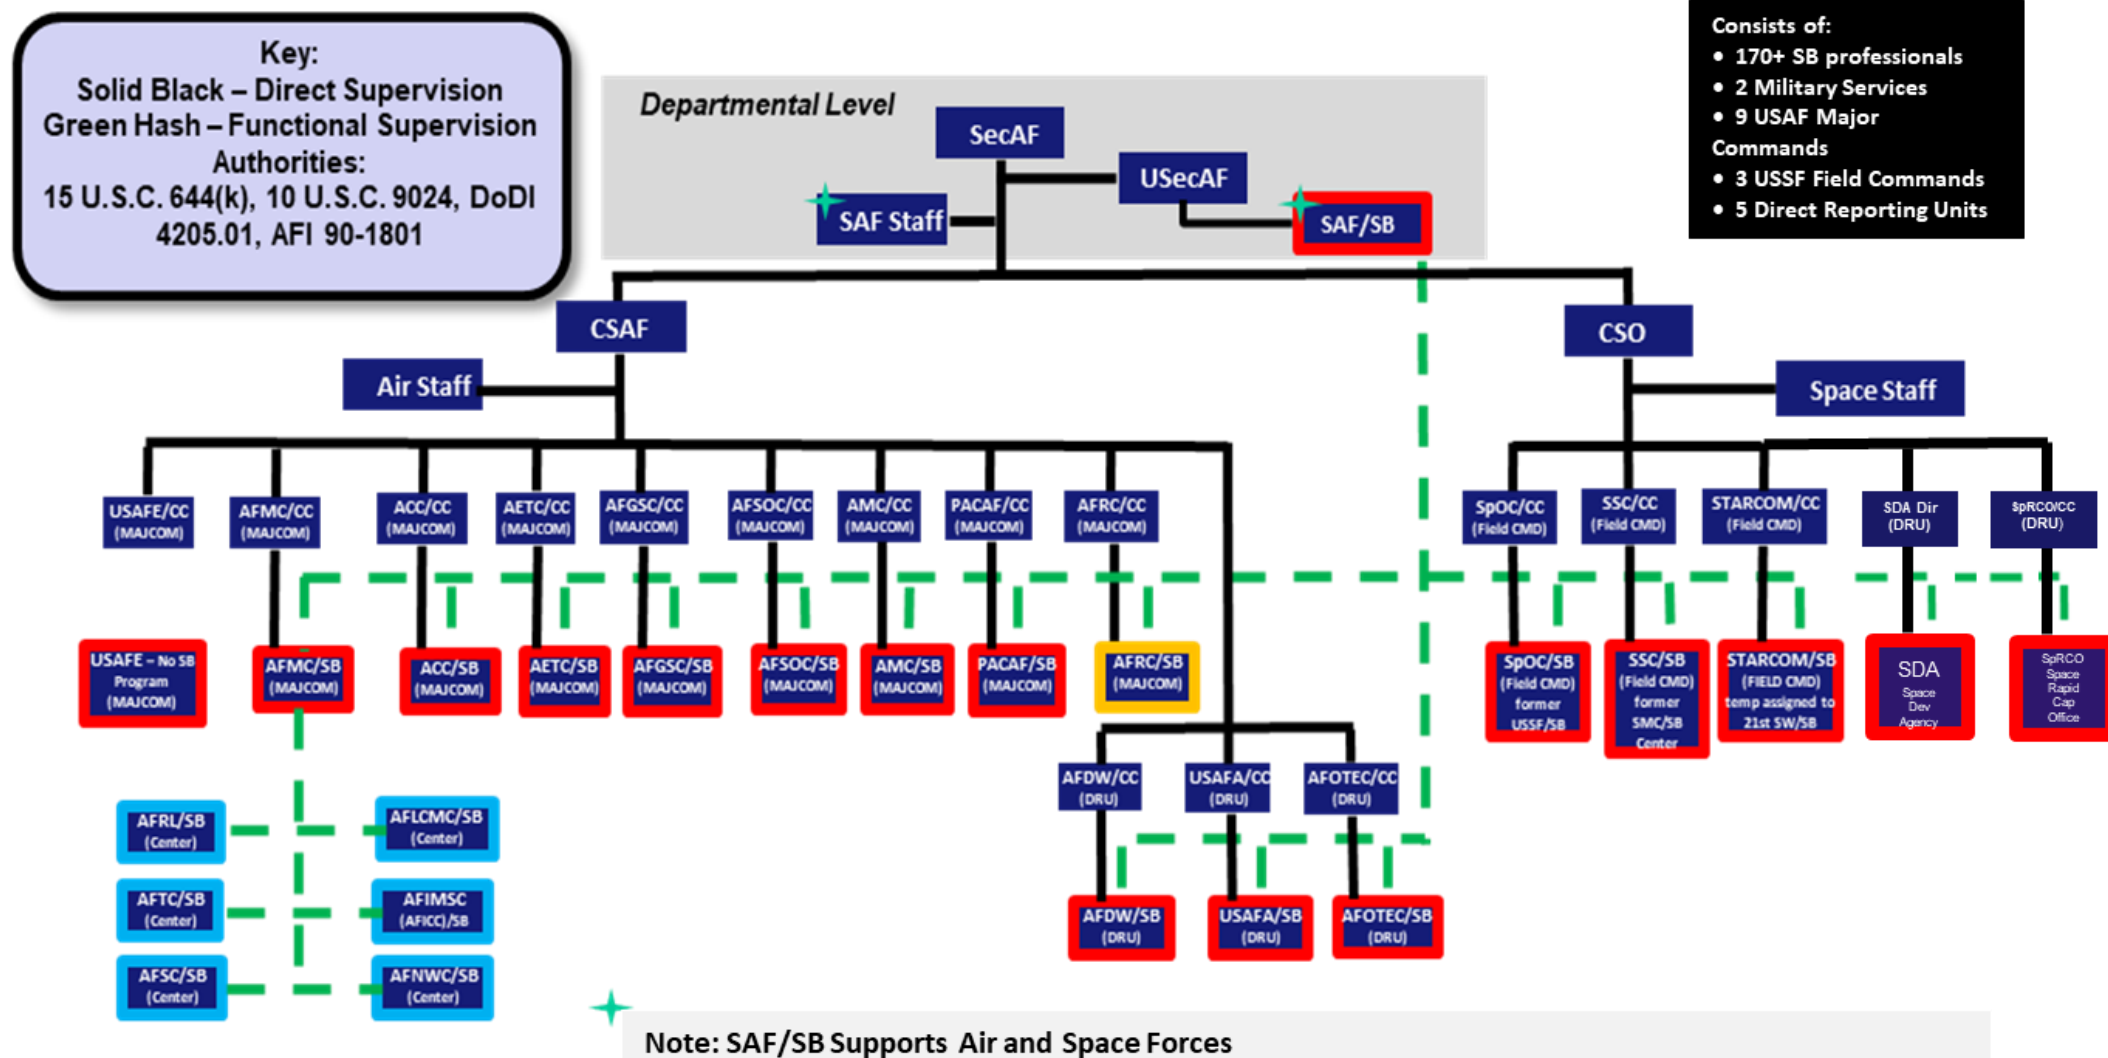 Key:
Solid Black – Direct Supervision
Green Hash – Functional Supervision
Authorities:
15 U.S.C. 644(k), 10 U.S.C. 9024, DoDI
4205.01, AFI 90-1801
Consists of:
• 170+ SB professionals
• 2 Military Services
• 9 USAF Major
Commands
• 3 USSF Field Commands
• 5 Direct Reporting Units
Departmental Level
SecAF
USecAF
SAF Staff
SAF/SB
CSAF
CSO
Air Staff
Space Staff
USAFE/CC
(MAJCOM)
AFMC/CC
(MAJCOM)
ACC/CC
(MAJCOM)
AETC/CC
(MAJCOM)
AFGSC/CC
(MAJCOM)
AFSOC/CC
(MAJCOM)
AMC/CC
(MAJCOM)
PACAF/CC
(MAJCOM)
AFRC/CC
(MAJCOM)
SpOC/CC
(Field CMD)
SSC/CC
(Field CMD)
STARCOM/CC
(Field CMD)
SDA Dir
(DRU)
SpRCO/CC
(DRU)
USAFE – No SB
Program
(MAJCOM)
AFMC/SB
(MAJCOM)
ACC/SB
(MAJCOM)
AETC/SB
(MAJCOM)
AFGSC/SB
(MAJCOM)
AFSOC/SB
(MAJCOM)
AMC/SB
(MAJCOM)
PACAF/SB
(MAJCOM)
AFRC/SB
(MAJCOM)
SpOC/SB
(Field CMD)
former
USSF/SB
SSC/SB
(Field CMD)
former
SMC/SB
Center
STARCOM/SB
(FIELD CMD)
temp assigned to
21st SW/SB
SDA
Space
Dev
Agency
SpRCO
Space
Rapid
Cap
Office
AFDW/CC
(DRU)
USAFA/CC
(DRU)
AFOTEC/CC
(DRU)
AFRL/SB
(Center)
AFLCMC/SB
(Center)
AFTC/SB
(Center)
AFIMSC
(AFICC)/SB
AFSC/SB
(Center)
AFNWC/SB
(Center)
AFDW/SB
(DRU)
USAFA/SB
(DRU)
AFOTEC/SB
(DRU)
Note: SAF/SB Supports Air and Space Forces